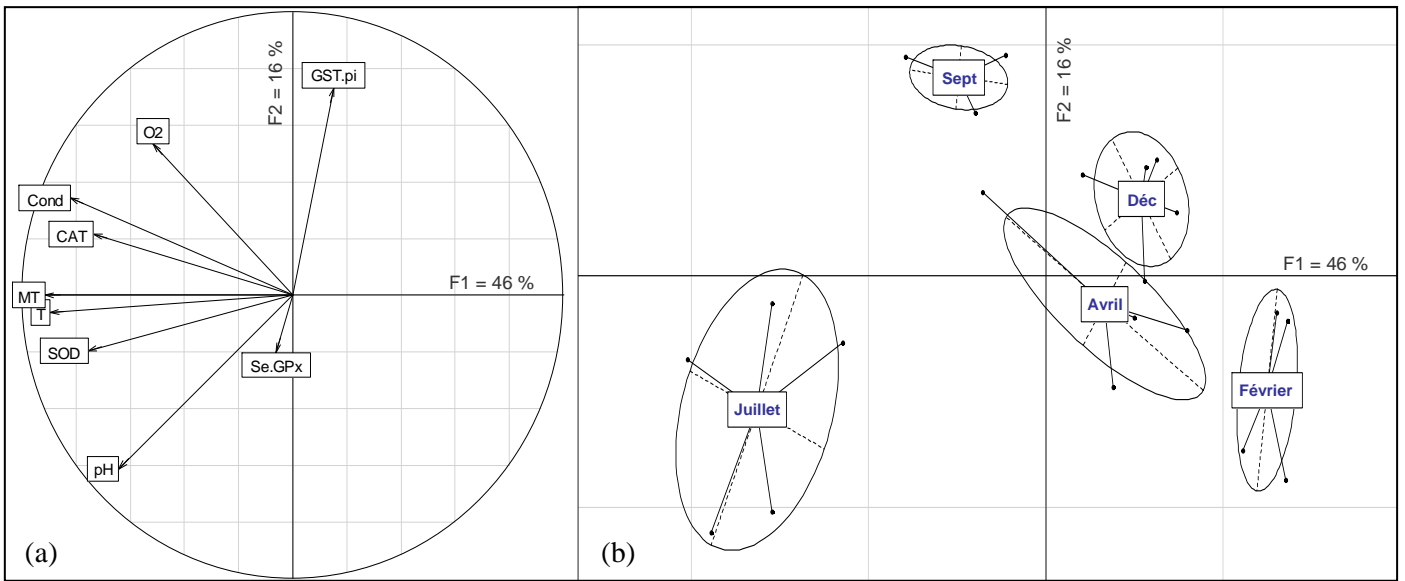 F2 = 16 %
GST.pi
O2
Cond
CAT
F1 = 46 %
MT
T
SOD
Se.GPx
pH
(a)
F2 = 16 %
Sept
Déc
F1 = 46 %
Avril
Février
Juillet
(b)